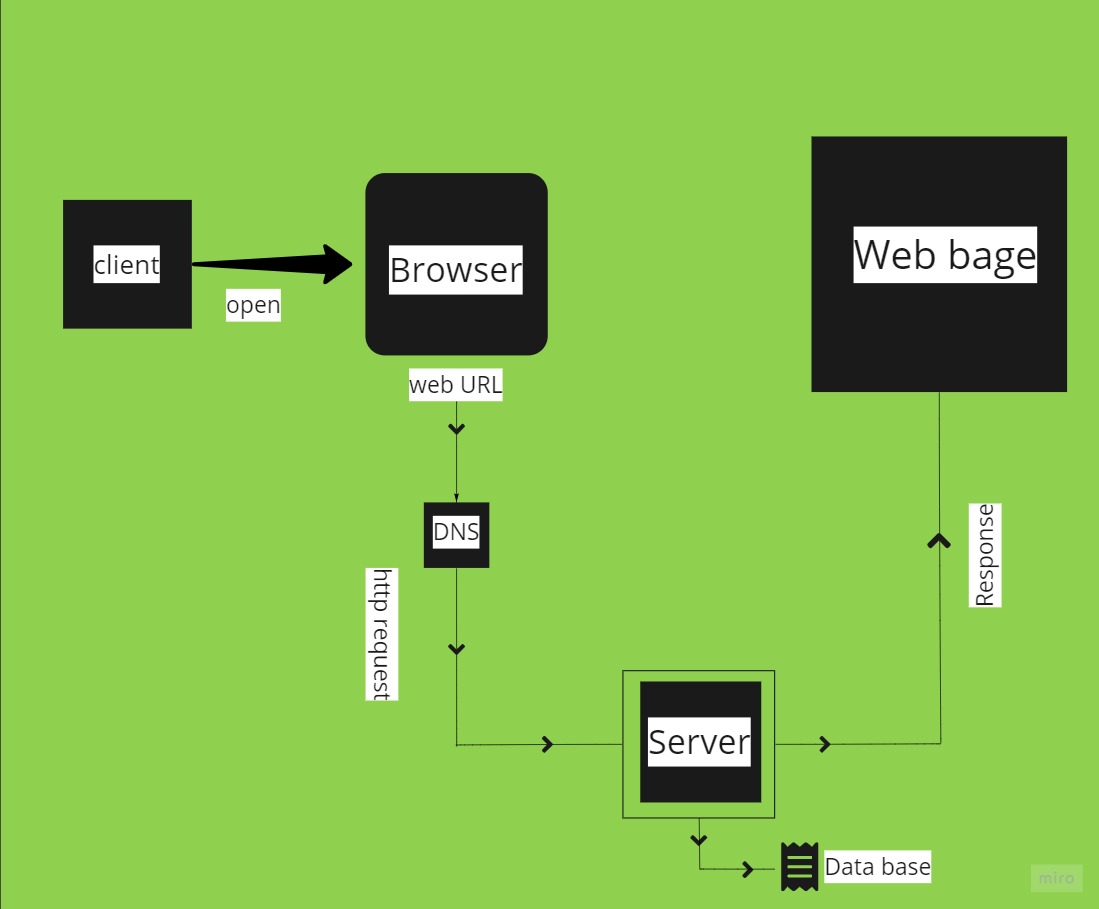 client
open
Browser
web URL
DNS
http request
Server
Data base
Response
Web bage
miro